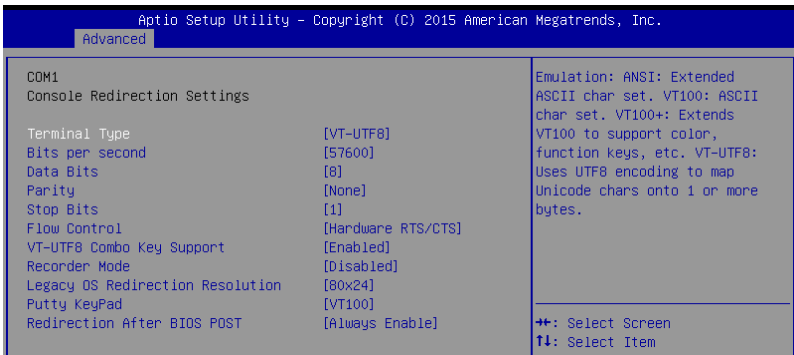 Aptio Setup Utility – Copyright (C) 2015 American Megatrends, Inc.
Advanced
COM1
Console Redirection Settings
Terminal Type [VT-UTF8]
Bits per second [57600]
Data Bits [8]
Parity [None]
Stop Bits [1]
Flow Control [Hardware RTS/CTS]
VT-UTF8 Combo Key Support [Enabled]
Recorder Mode [Disabled]
Legacy OS Redirection Resolution [80x24]
Putty KeyPad [VT100]
Redirection After BIOS POST [Always Enable]
Emulation: ANSI: Extended
ASCII char set. VT100: ASCII
char set. VT100+: Extends
VT100 to support color,
function keys, etc. VT-UTF8:
Uses UTF8 encoding to map
Unicode chars onto 1 or more
bytes.
→←: Select Screen
↑↓: Select Item